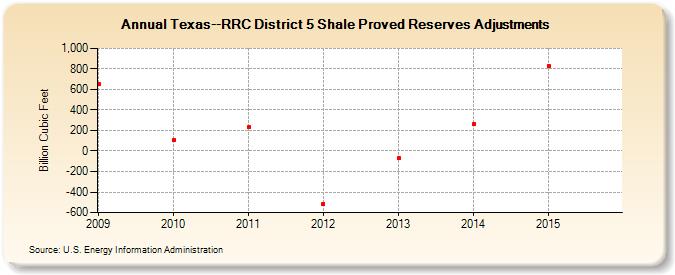 Annual Texas--RRC District 5 Shale Proved Reserves Adjustments
Billion Cubic Feet
1,000
800
600
400
200
0
-200
-400
-600
2009 2010 2011 2012 2013 2014 2015
Source: U.S. Energy Information Administration